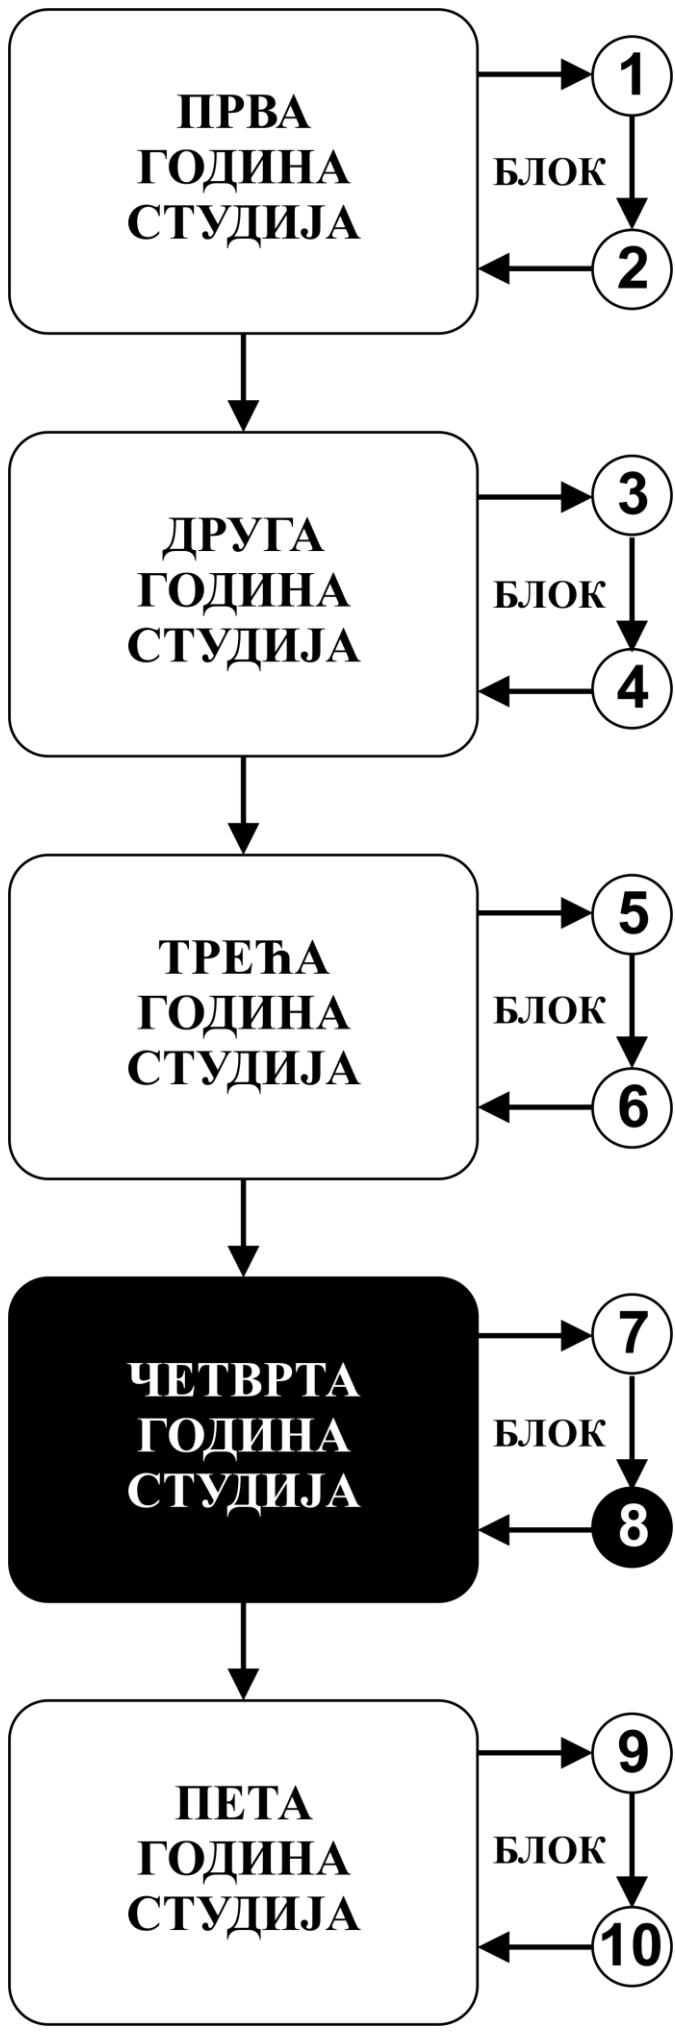 ПРВА
ГОДИНА
СТУДИЈА
1
БЛОК
2
ДРУГА
ГОДИНА
СТУДИЈА
3
БЛОК
4
ТРЕЋА
ГОДИНА
СТУДИЈА
5
БЛОК
6
ЧЕТВРТА
ГОДИНА
СТУДИЈА
7
БЛОК
8
ПЕТА
ГОДИНА
СТУДИЈА
9
БЛОК
10